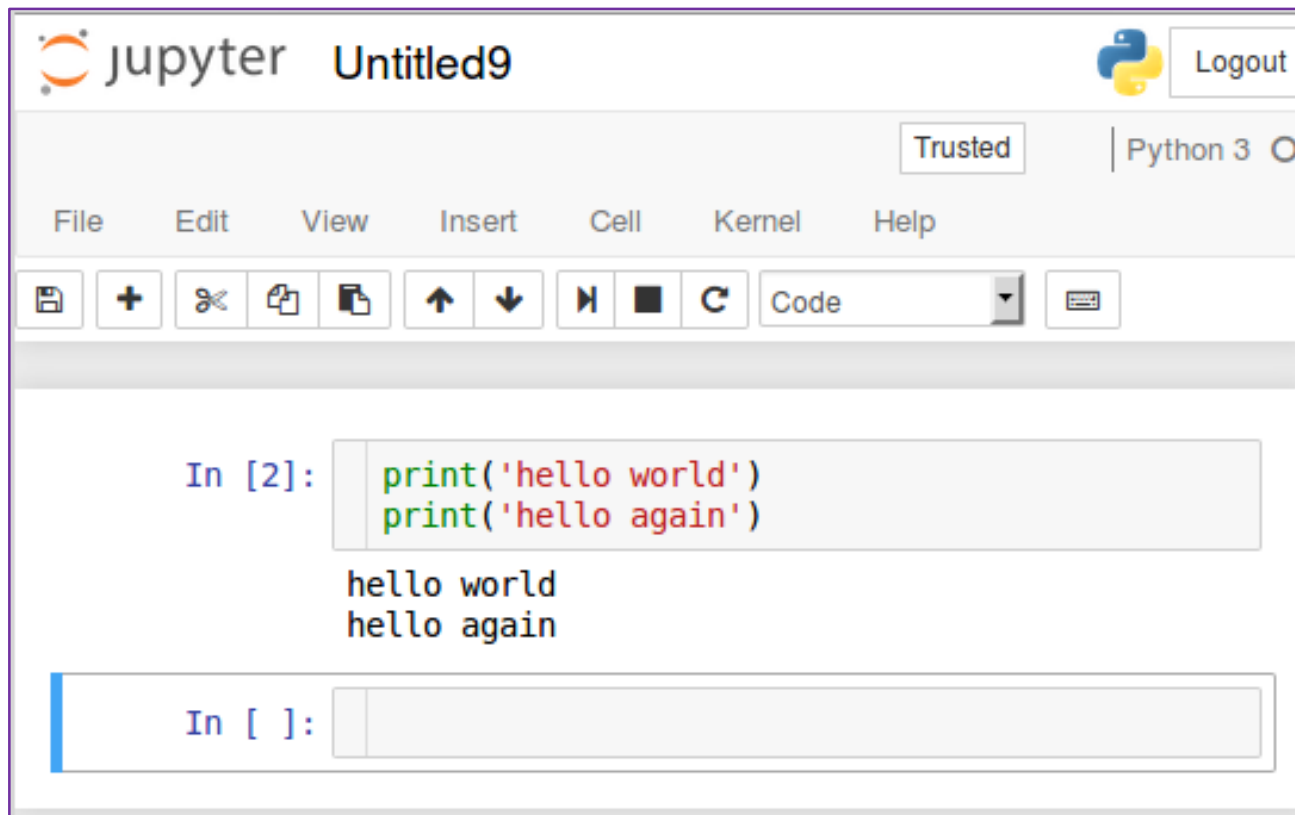 jupyter Untitled9 Logout
Trusted Python 3
File Edit View Insert Cell Kernel Help
Code
In [2]: print('hello world')
print('hello again')
hello world
hello again
In [ ]: